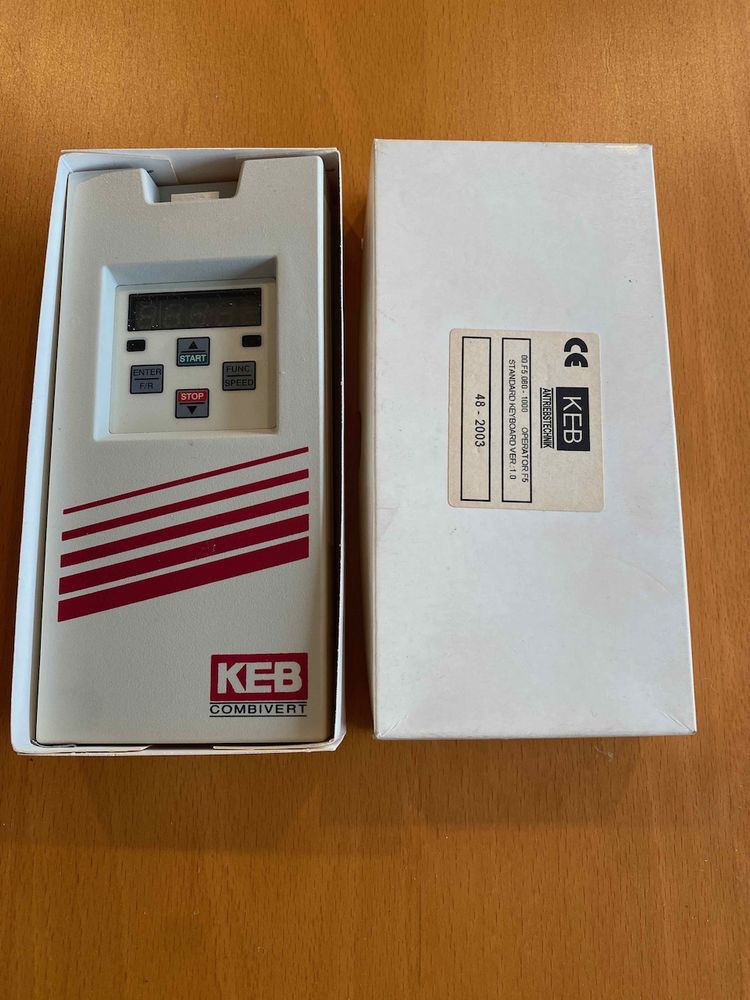 START
ENTER
F/R
FUNC
SPEED
STOP
KEB
COMBIVERT
CE
KEB
ANTRIEBSTECHNIK
00.F5.060 - 1000 OPERATOR F5
STANDARD KEYBOARD VER.:1.0
48 - 2003